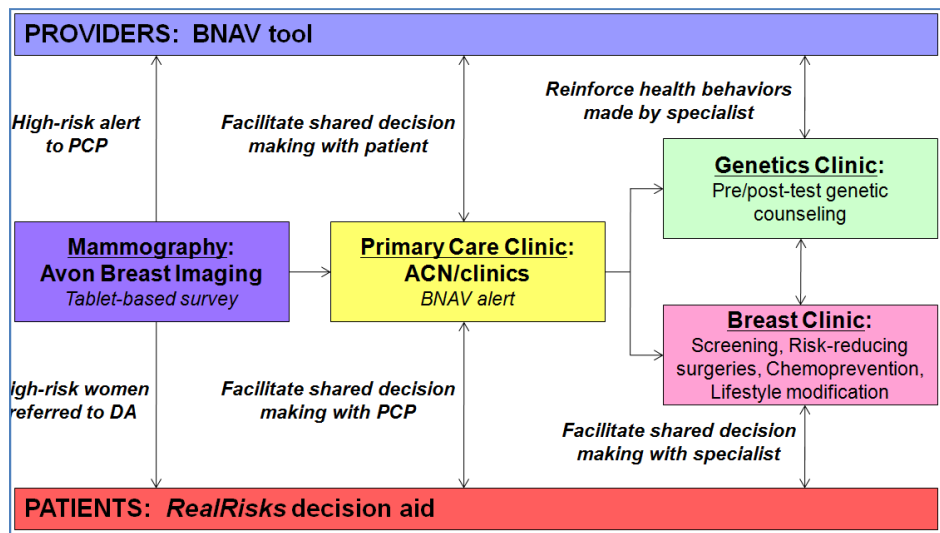 PROVIDERS: BNAV tool
High-risk alert
to PCP
Facilitate shared decision
making with patient
Reinforce health behaviors
made by specialist
Genetics Clinic:
Pre/post-test genetic
counseling
Mammography:
Avon Breast Imaging
Tablet-based survey
Primary Care Clinic:
ACN/clinics
BNAV alert
Breast Clinic:
Screening, Risk-reducing
surgeries, Chemoprevention,
Lifestyle modification
igh-risk women
eferred to DA
Facilitate shared decision
making with PCP
Facilitate shared decision
making with specialist
PATIENTS: RealRisks decision aid